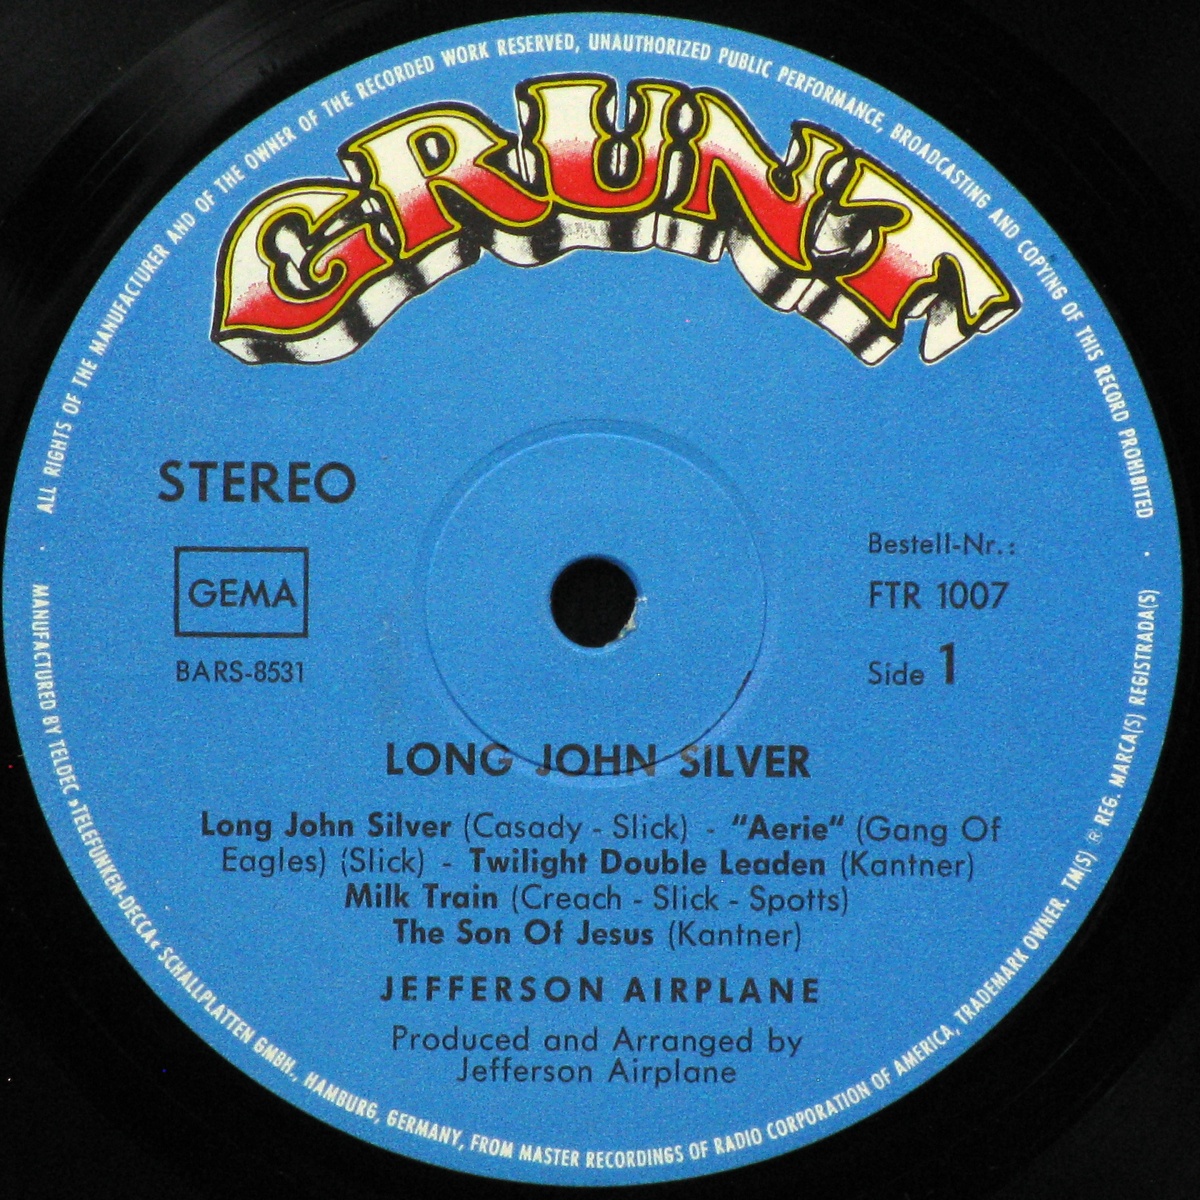 ALL RIGHTS OF THE MANUFACTURER AND OF THE OWNER OF THE RECORDED WORK RESERVED, UNAUTHORIZED PUBLIC PERFORMANCE, BROADCASTING AND COPYING OF THIS RECORD PROHIBITED
GRUNT
STEREO
GEMA
BARS-8531
Bestell-Nr.:
FTR 1007
Side 1
LONG JOHN SILVER
Long John Silver (Casady - Slick) - “Aerie“ (Gang Of
Eagles) (Slick) - Twilight Double Leaden (Kantner)
Milk Train (Creach - Slick - Spotts)
The Son Of Jesus (Kantner)
JEFFERSON AIRPLANE
Produced and Arranged by
Jefferson Airplane
MANUFACTURED BY TELDEC »TELEFUNKEN-DECCA« SCHALLPLATTEN GMBH., HAMBURG, GERMANY, FROM MASTER RECORDINGS OF RADIO CORPORATION OF AMERICA, TRADEMARK OWNER. TM(S) ® REG. MARCA(S) REGISTRADA(S)